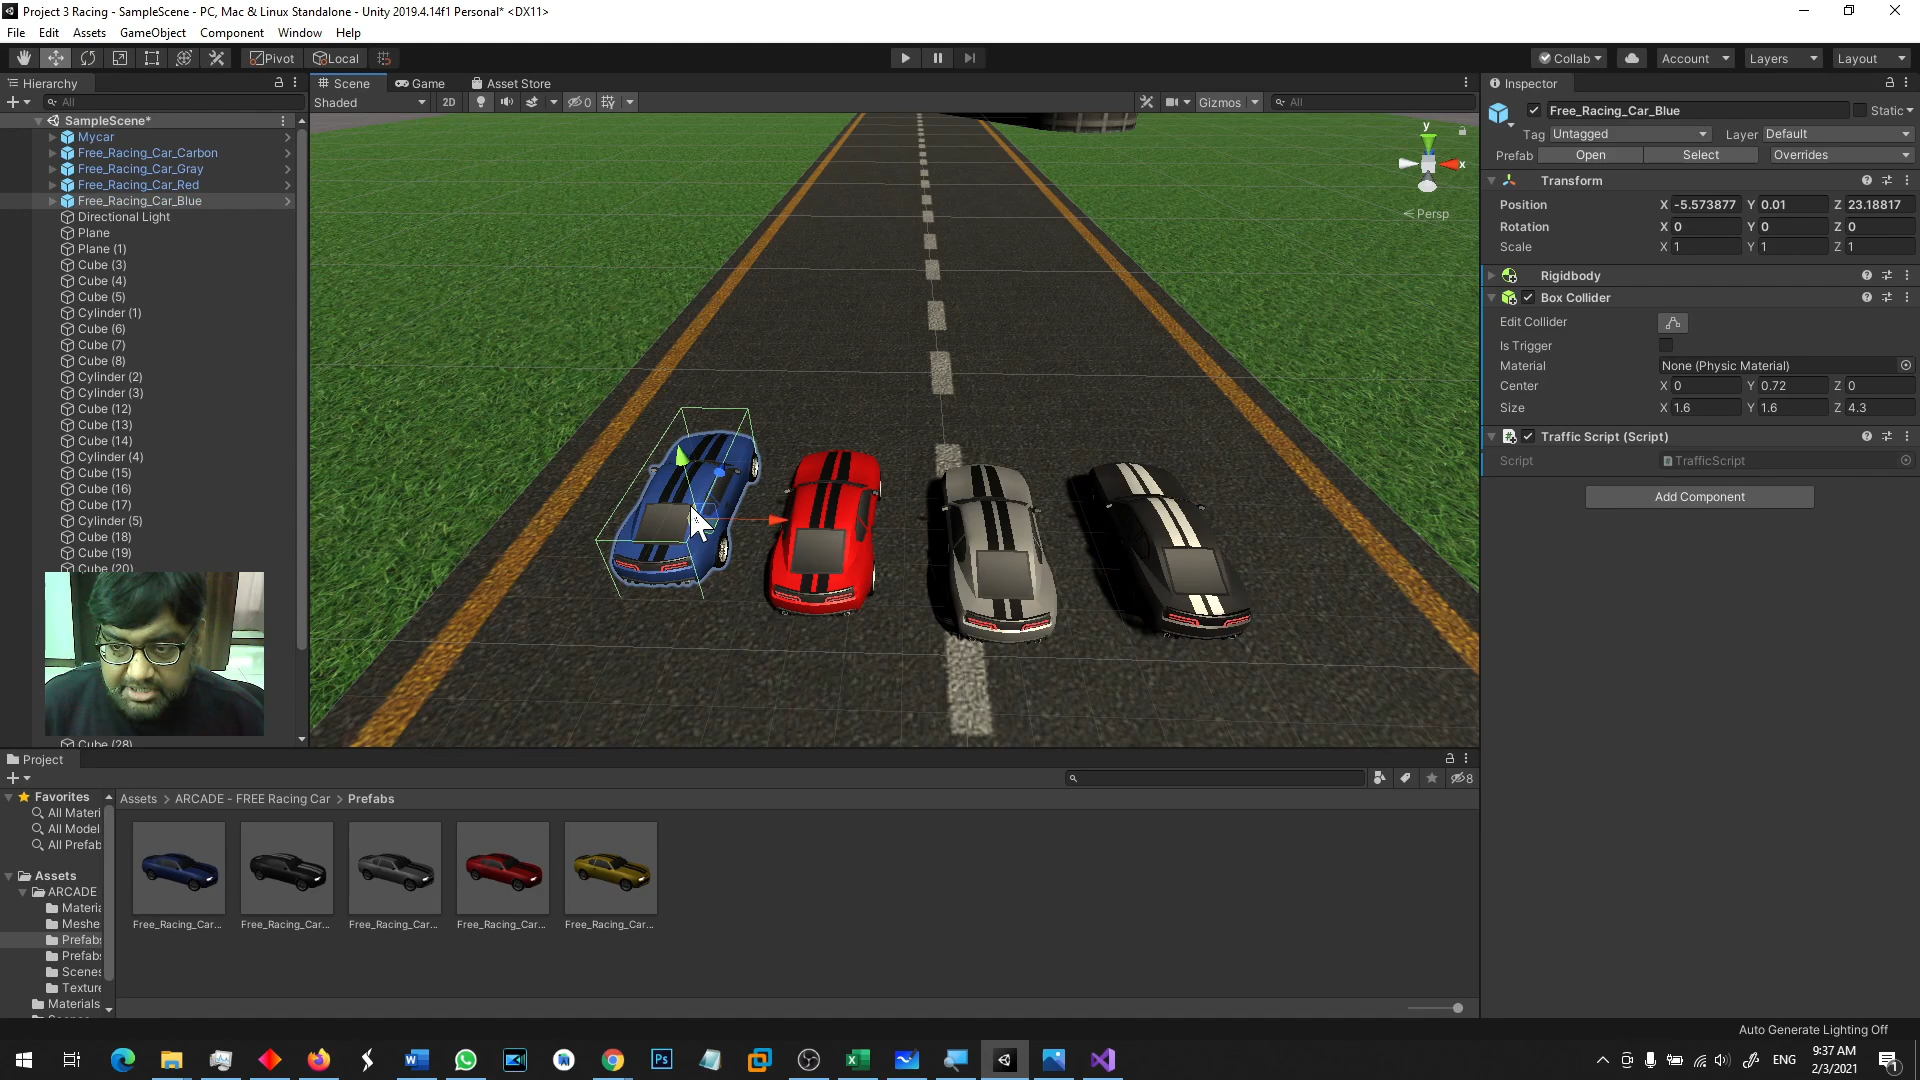 Project 3 Racing - SampleScene - PC, Mac & Linux Standalone - Unity 2019.4.14f1 Personal* <DX11>
File Edit Assets GameObject Component Window Help
Pivot Local Collab Account Layers Layout
Hierarchy
All
SampleScene*
Mycar
Free_Racing_Car_Carbon
Free_Racing_Car_Gray
Free_Racing_Car_Red
Free_Racing_Car_Blue
Directional Light
Plane
Plane (1)
Cube (3)
Cube (4)
Cube (5)
Cylinder (1)
Cube (6)
Cube (7)
Cube (8)
Cylinder (2)
Cylinder (3)
Cube (12)
Cube (13)
Cube (14)
Cylinder (4)
Cube (15)
Cube (16)
Cube (17)
Cylinder (5)
Cube (18)
Cube (19)
Cube (20)
Cube (28)
Scene Game Asset Store
Shaded 2D 0 Gizmos All
y
x
Persp
Inspector
Free_Racing_Car_Blue Static
Tag Untagged Layer Default
Prefab Open Select Overrides
Transform
Position X -5.573877 Y 0.01 Z 23.18817
Rotation X 0 Y 0 Z 0
Scale X 1 Y 1 Z 1
Rigidbody
Box Collider
Edit Collider
Is Trigger
Material None (Physic Material)
Center X 0 Y 0.72 Z 0
Size X 1.6 Y 1.6 Z 4.3
Traffic Script (Script)
Script TrafficScript
Add Component
Project
8
Favorites
All Materi
All Model
All Prefab
Assets
ARCADE
Materia
Meshe
Prefabs
Prefabs
Scenes
Texture
Materials
Assets > ARCADE - FREE Racing Car > Prefabs
Free_Racing_Car... Free_Racing_Car... Free_Racing_Car... Free_Racing_Car... Free_Racing_Car...
Auto Generate Lighting Off
ENG
9:37 AM
2/3/2021
1